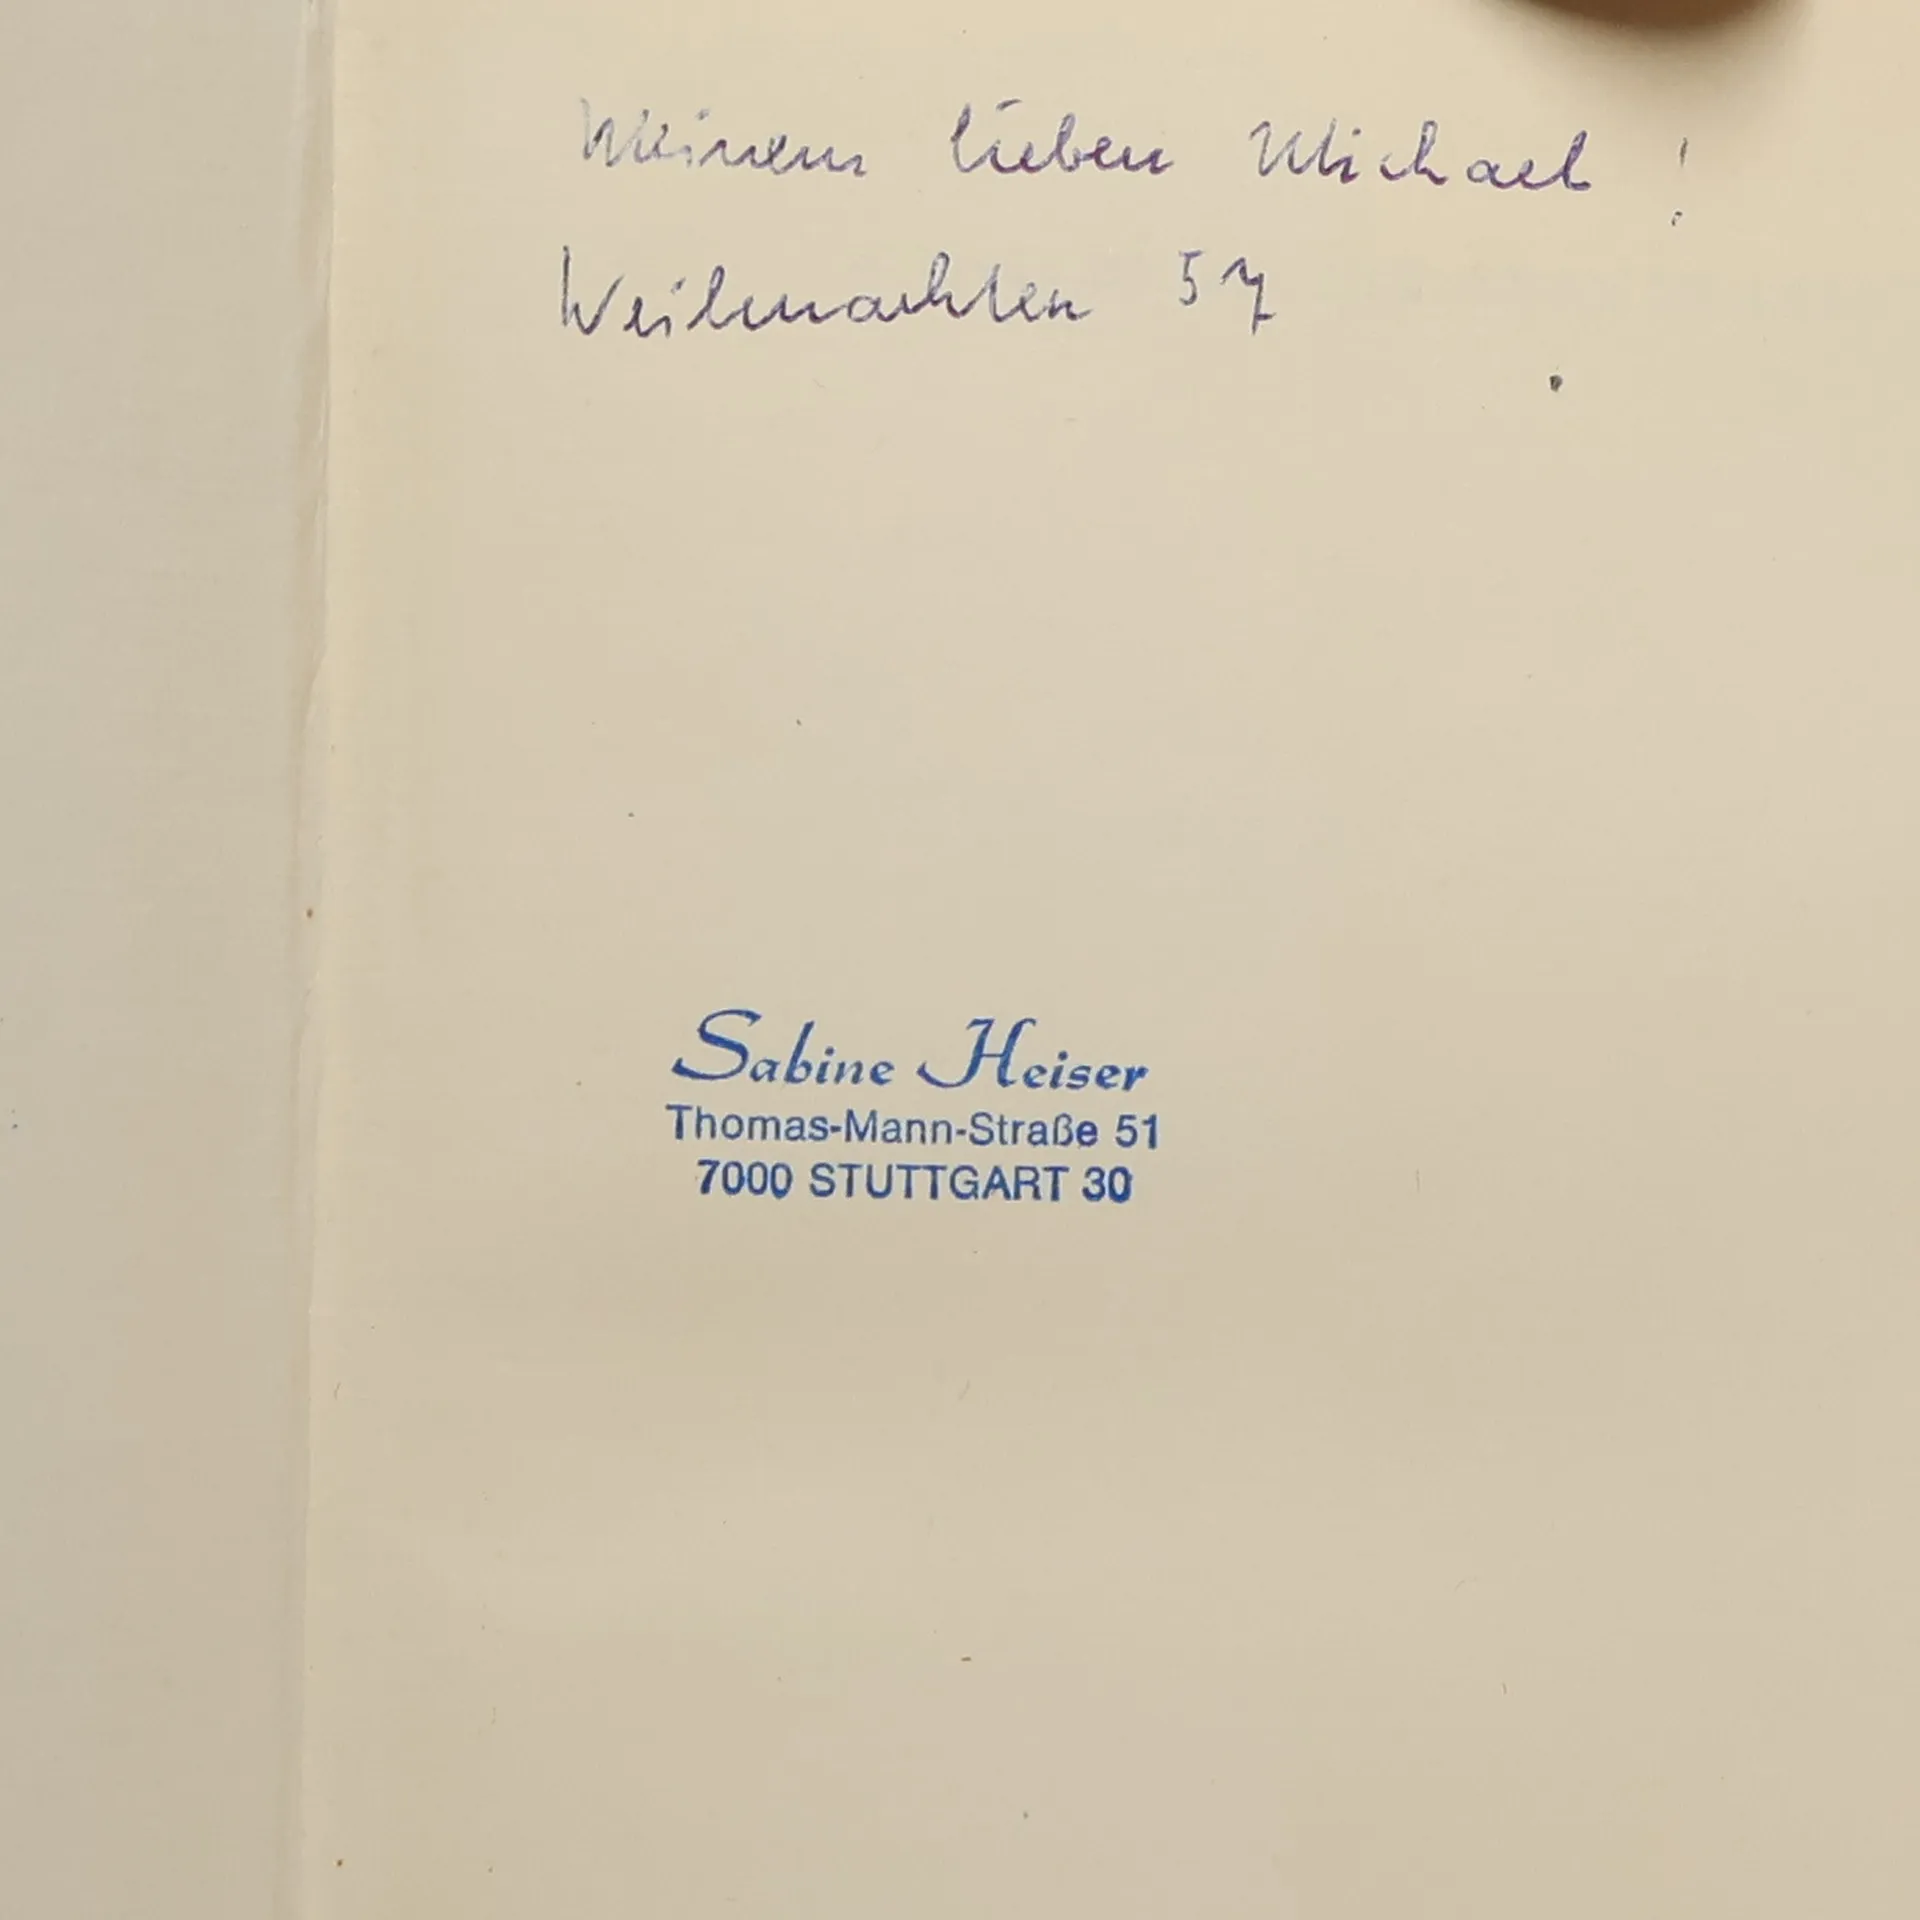 Meinem lieben Michael !
Weihnachten 57
Sabine Heiser
Thomas-Mann-Straße 51
7000 STUTTGART 30